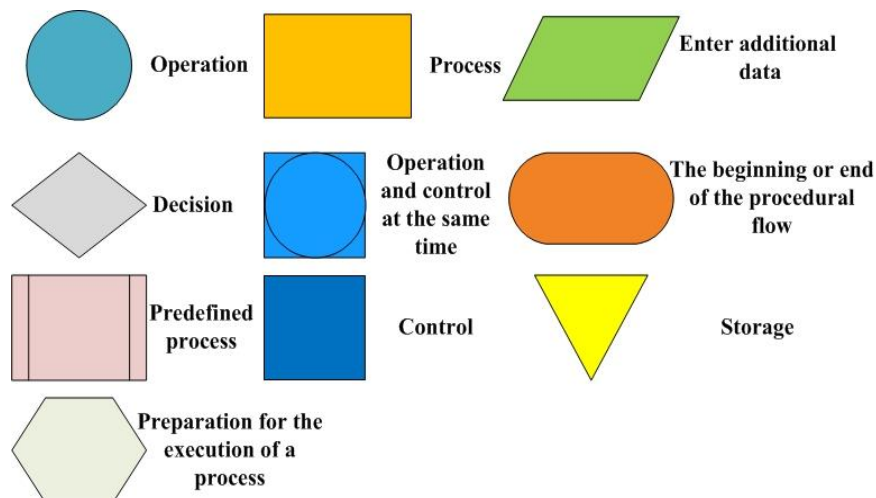 Operation
Process
Enter additional
data
Decision
Operation
and control
at the same
time
The beginning or end
of the procedural
flow
Predefined
process
Control
Storage
Preparation for the
execution of a
process